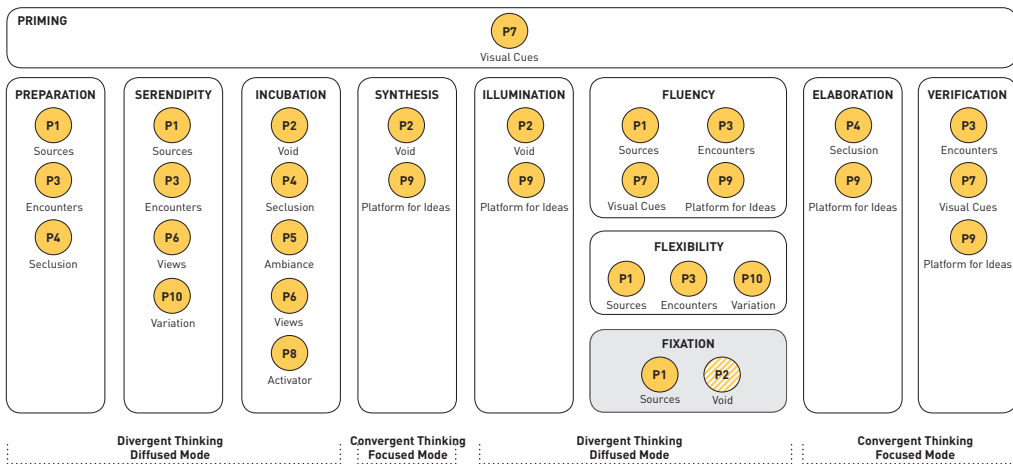 PRIMING
P7
Visual Cues
PREPARATION
P1
Sources
P3
Encounters
P4
Seclusion
SERENDIPITY
P1
Sources
P3
Encounters
P6
Views
P10
Variation
INCUBATION
P2
Void
P4
Seclusion
P5
Ambiance
P6
Views
P8
Activator
SYNTHESIS
P2
Void
P9
Platform for Ideas
ILLUMINATION
P2
Void
P9
Platform for Ideas
FLUENCY
P1
Sources
P3
Encounters
P7
Visual Cues
P9
Platform for Ideas
FLEXIBILITY
P1
Sources
P3
Encounters
P10
Variation
FIXATION
P1
Sources
P2
Void
ELABORATION
P4
Seclusion
P9
Platform for Ideas
VERIFICATION
P3
Encounters
P7
Visual Cues
P9
Platform for Ideas
Divergent Thinking
Diffused Mode
Convergent Thinking
Focused Mode
Divergent Thinking
Diffused Mode
Convergent Thinking
Focused Mode